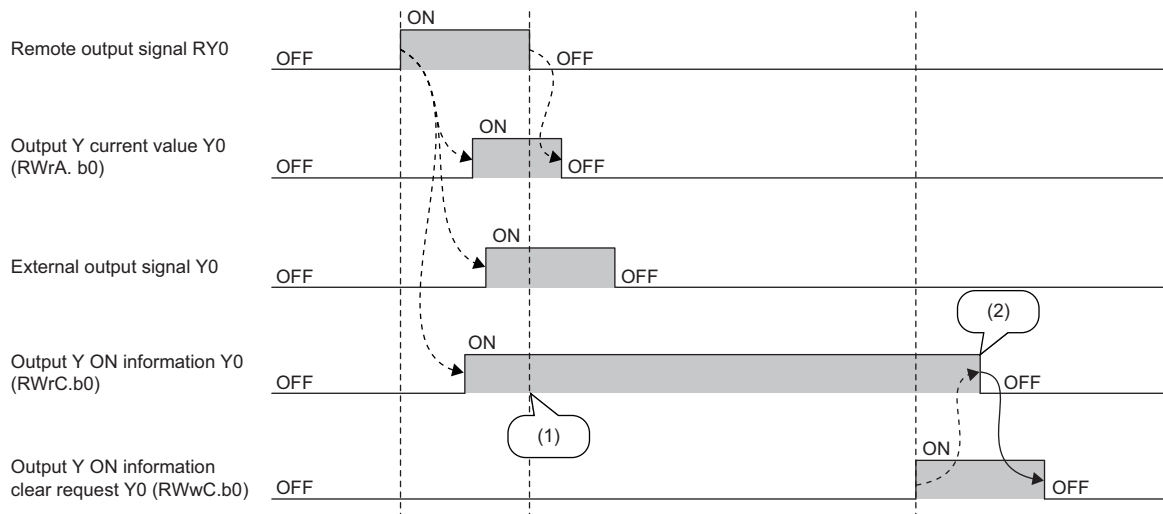 ON
Remote output signal RY0
OFF
OFF
Output Y current value Y0
(RWrA. b0)
ON
OFF
OFF
External output signal Y0
ON
OFF
OFF
(2)
Output Y ON information Y0
(RWrC.b0)
ON
OFF
OFF
(1)
Output Y ON information
clear request Y0 (RWwC.b0)
ON
OFF
OFF